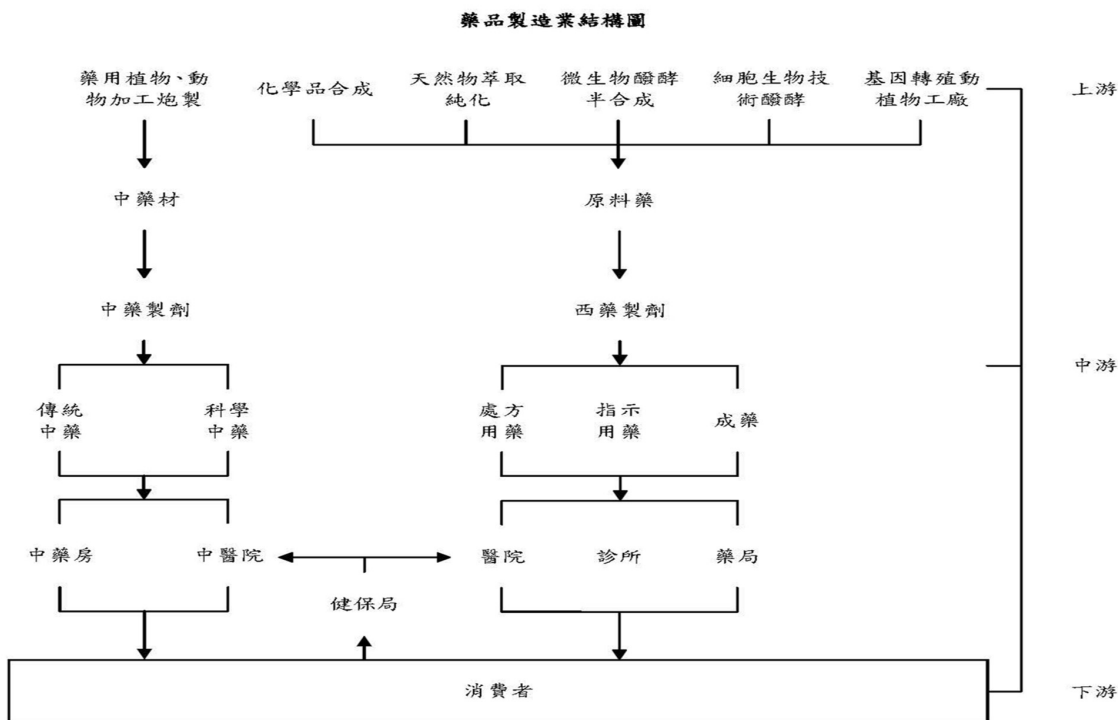 藥品製造業結構圖
藥用植物、動
物加工炮製
化學品合成
天然物萃取
純化
微生物醱酵
半合成
細胞生物技
術醱酵
基因轉殖動
植物工廠
上游
中藥材
原料藥
中藥製劑
西藥製劑
中游
傳統
中藥
科學
中藥
處方
用藥
指示
用藥
成藥
中藥房
中醫院
醫院
診所
藥局
健保局
消費者
下游